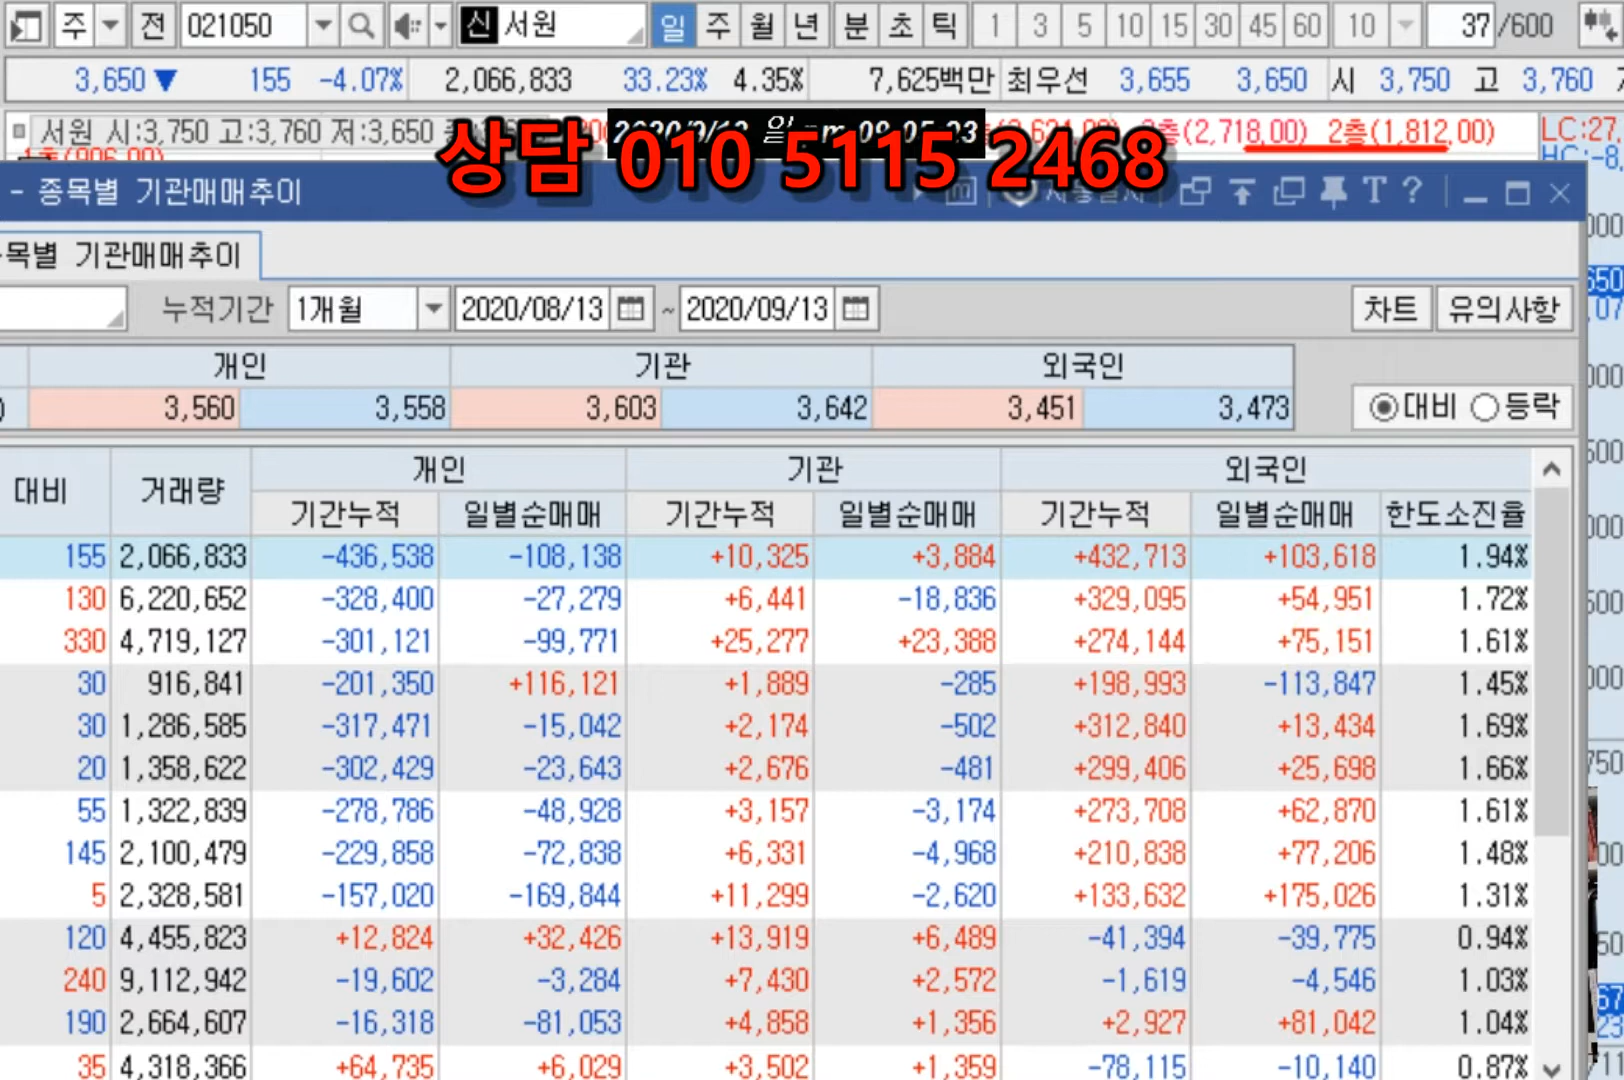 주 전 021050 신 서원 일 주 월 년 분 초 틱 1 3 5 10 15 30 45 60 10 37/600
3,650▼ 155 -4.07% 2,066,833 33.23% 4.35% 7,625백만 최우선 3,655 3,650 시 3,750 고 3,760
서원 시:3,750 고:3,760 저:3,650 2층(1,812,00) LC:27,
상담 010 5115 2468
- 종목별 기관매매추이
목별 기관매매추이
누적기간 1개월 2020/08/13 ~ 2020/09/13 차트 유의사항
개인 기관 외국인
3,560 3,558 3,603 3,642 3,451 3,473 대비 등락
대비 거래량 개인 기관 외국인
기간누적 일별순매매 기간누적 일별순매매 기간누적 일별순매매 한도소진율
155 2,066,833 -436,538 -108,138 +10,325 +3,884 +432,713 +103,618 1.94%
130 6,220,652 -328,400 -27,279 +6,441 -18,836 +329,095 +54,951 1.72%
330 4,719,127 -301,121 -99,771 +25,277 +23,388 +274,144 +75,151 1.61%
30 916,841 -201,350 +116,121 +1,889 -285 +198,993 -113,847 1.45%
30 1,286,585 -317,471 -15,042 +2,174 -502 +312,840 +13,434 1.69%
20 1,358,622 -302,429 -23,643 +2,676 -481 +299,406 +25,698 1.66%
55 1,322,839 -278,786 -48,928 +3,157 -3,174 +273,708 +62,870 1.61%
145 2,100,479 -229,858 -72,838 +6,331 -4,968 +210,838 +77,206 1.48%
5 2,328,581 -157,020 -169,844 +11,299 -2,620 +133,632 +175,026 1.31%
120 4,455,823 +12,824 +32,426 +13,919 +6,489 -41,394 -39,775 0.94%
240 9,112,942 -19,602 -3,284 +7,430 +2,572 -1,619 -4,546 1.03%
190 2,664,607 -16,318 -81,053 +4,858 +1,356 +2,927 +81,042 1.04%
35 4,318,366 +64,735 +6,029 +3,502 +1,359 -78,115 -10,140 0.87%